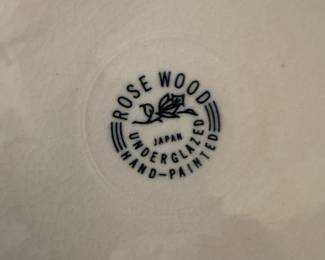 ROSE WOOD
JAPAN
UNDERGLAZED
HAND-PAINTED